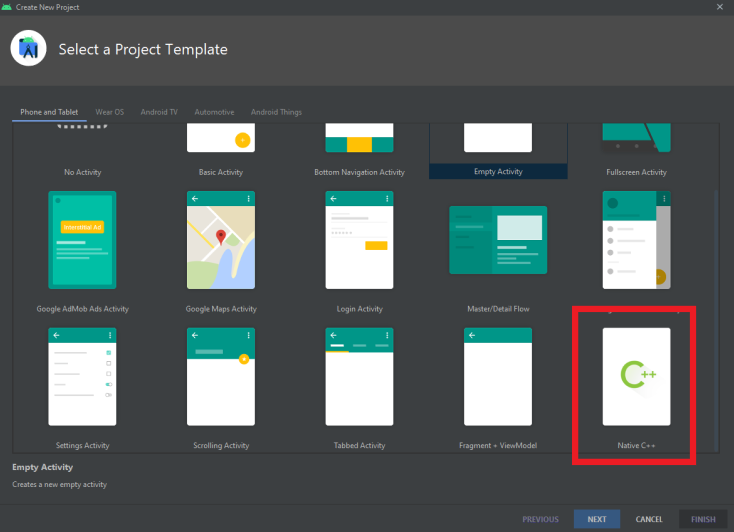 Create New Project
Select a Project Template
Phone and Tablet
Wear OS
Android TV
Automotive
Android Things
No Activity
Basic Activity
Bottom Navigation Activity
Empty Activity
Fullscreen Activity
Interstitial Ad
Google AdMob Ads Activity
Google Maps Activity
Login Activity
Master/Detail Flow
C++
Settings Activity
Scrolling Activity
Tabbed Activity
Fragment + ViewModel
Native C++
Empty Activity
Creates a new empty activity
PREVIOUS
NEXT
CANCEL
FINISH